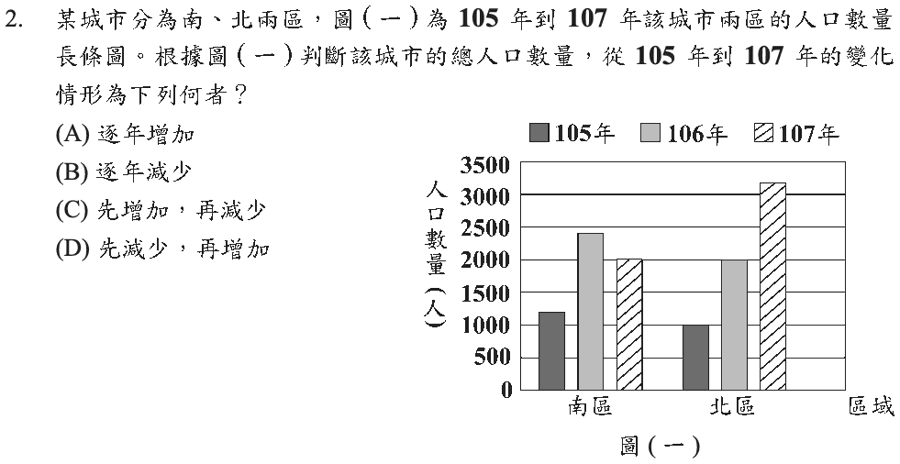 2. 某城市分為南、北兩區，圖(一)為 105 年到 107 年該城市兩區的人口數量
長條圖。根據圖(一)判斷該城市的總人口數量，從 105 年到 107 年的變化
情形為下列何者？
(A) 逐年增加
(B) 逐年減少
(C) 先增加，再減少
(D) 先減少，再增加
105年 106年 107年
人口數量(人)
3500
3000
2500
2000
1500
1000
500
0
南區 北區 區域
圖(一)